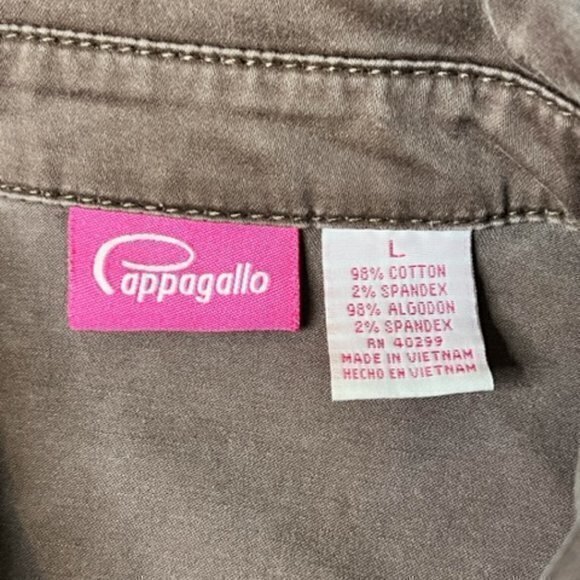 Pappagallo
L
98% COTTON
2% SPANDEX
98% ALGODON
2% SPANDEX
RN 40299
MADE IN VIETNAM
HECHO EN VIETNAM